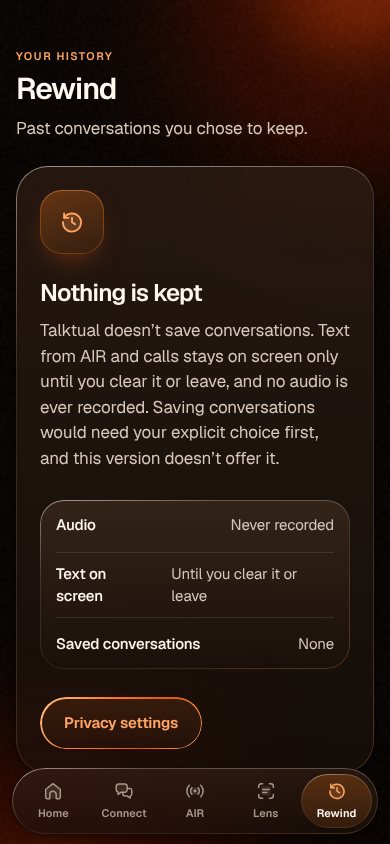 YOUR HISTORY
Rewind
Past conversations you chose to keep.
Nothing is kept
Talktual doesn’t save conversations. Text
from AIR and calls stays on screen only
until you clear it or leave, and no audio is
ever recorded. Saving conversations
would need your explicit choice first,
and this version doesn’t offer it.
Audio Never recorded
Text on screen Until you clear it or leave
Saved conversations None
Privacy settings
Home Connect AIR Lens Rewind